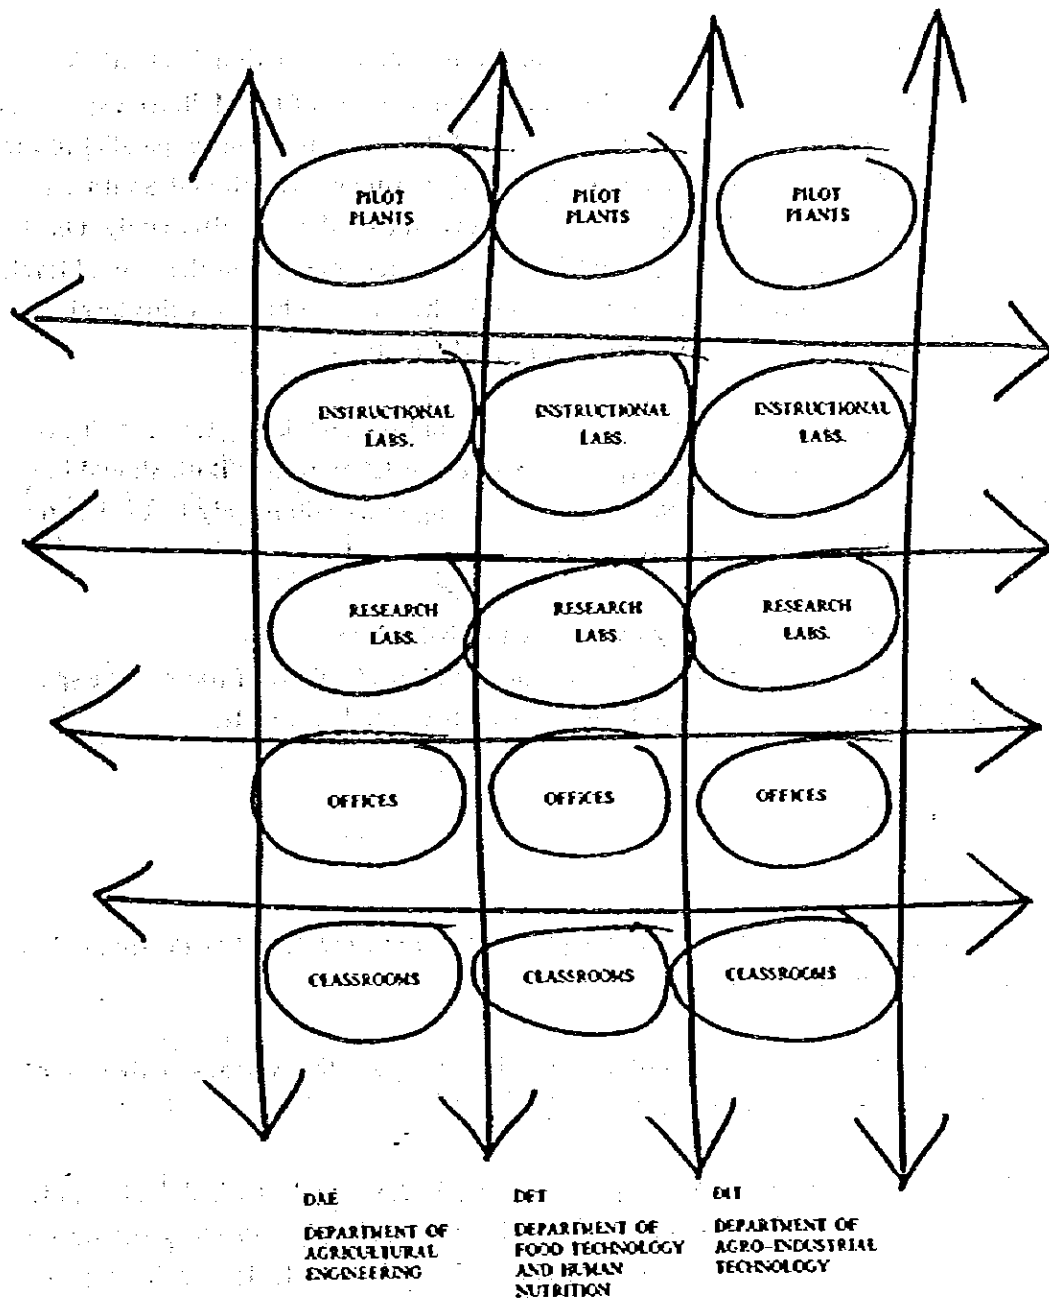 PILOT
PLANTS
PILOT
PLANTS
PILOT
PLANTS
INSTRUCTIONAL
LABS.
INSTRUCTIONAL
LABS.
INSTRUCTIONAL
LABS.
RESEARCH
LABS.
RESEARCH
LABS.
RESEARCH
LABS.
OFFICES
OFFICES
OFFICES
CLASSROOMS
CLASSROOMS
CLASSROOMS
DAE
DEPARTMENT OF
AGRICULTURAL
ENGINEERING
DFT
DEPARTMENT OF
FOOD TECHNOLOGY
AND HUMAN
NUTRITION
DIT
DEPARTMENT OF
AGRO-INDUSTRIAL
TECHNOLOGY